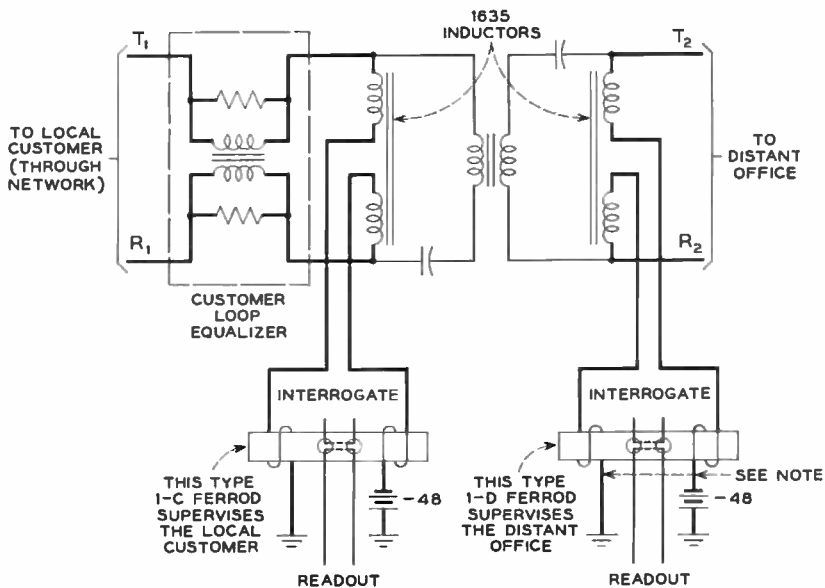 1635
INDUCTORS
T1
T2
TO LOCAL
CUSTOMER
(THROUGH
NETWORK)
TO
DISTANT
OFFICE
R1
R2
CUSTOMER
LOOP
EQUALIZER
INTERROGATE
INTERROGATE
THIS TYPE
1-C FERROD
SUPERVISES
THE LOCAL
CUSTOMER
-48
THIS TYPE
1-D FERROD
SUPERVISES
THE DISTANT
OFFICE
SEE NOTE
-48
READOUT
READOUT